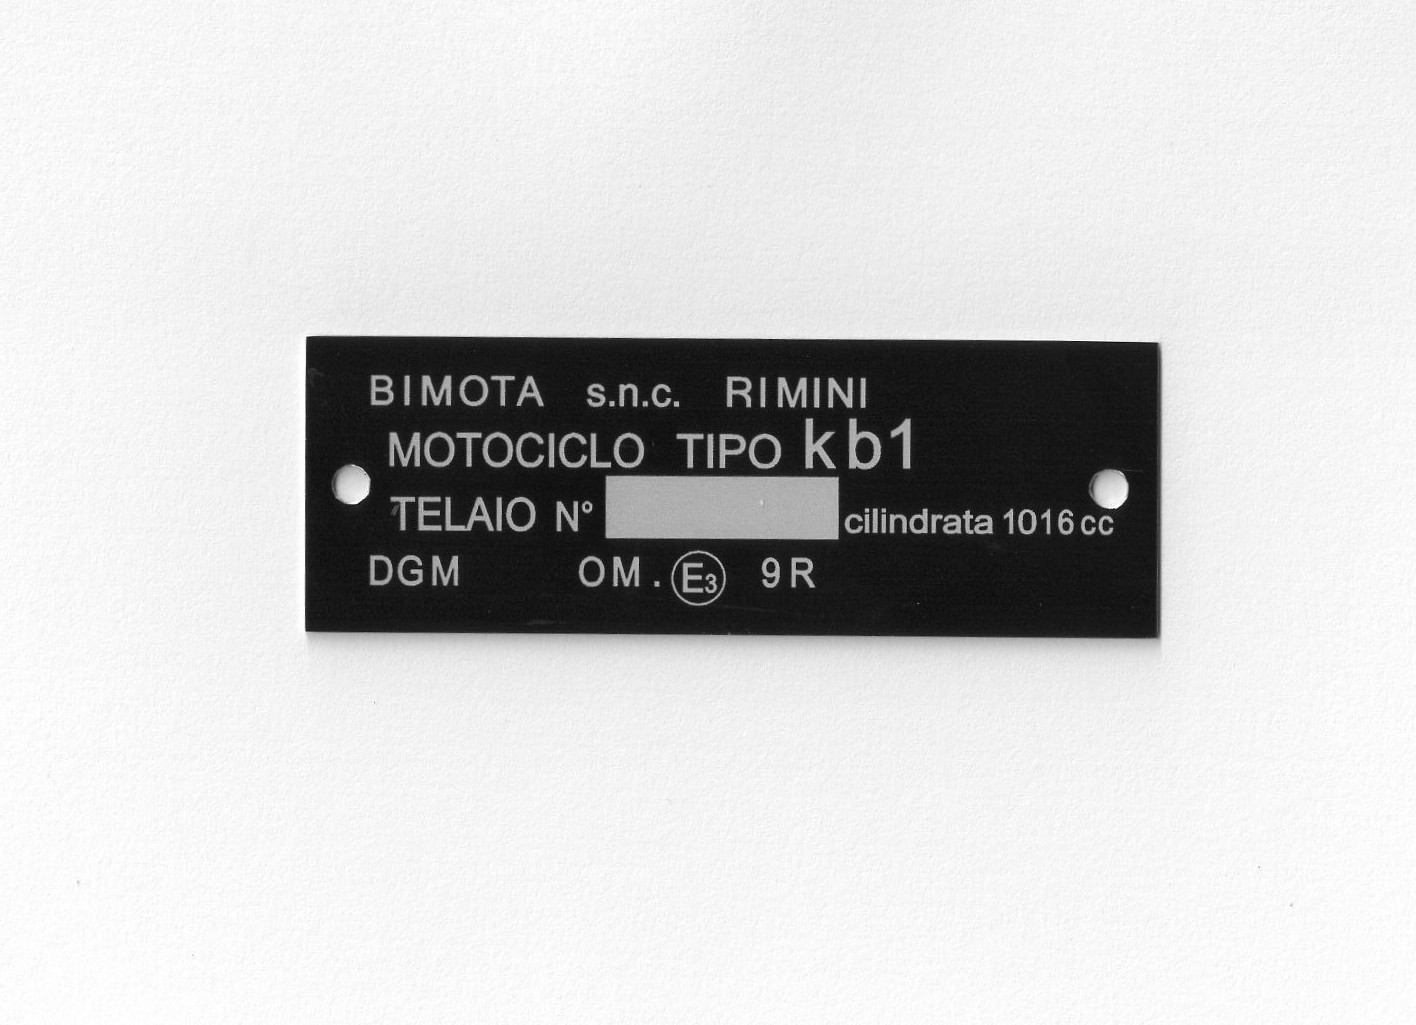 BIMOTA s.n.c. RIMINI
MOTOCICLO TIPO kb1
TELAIO N° cilindrata 1016 cc
DGM OM. E3 9R